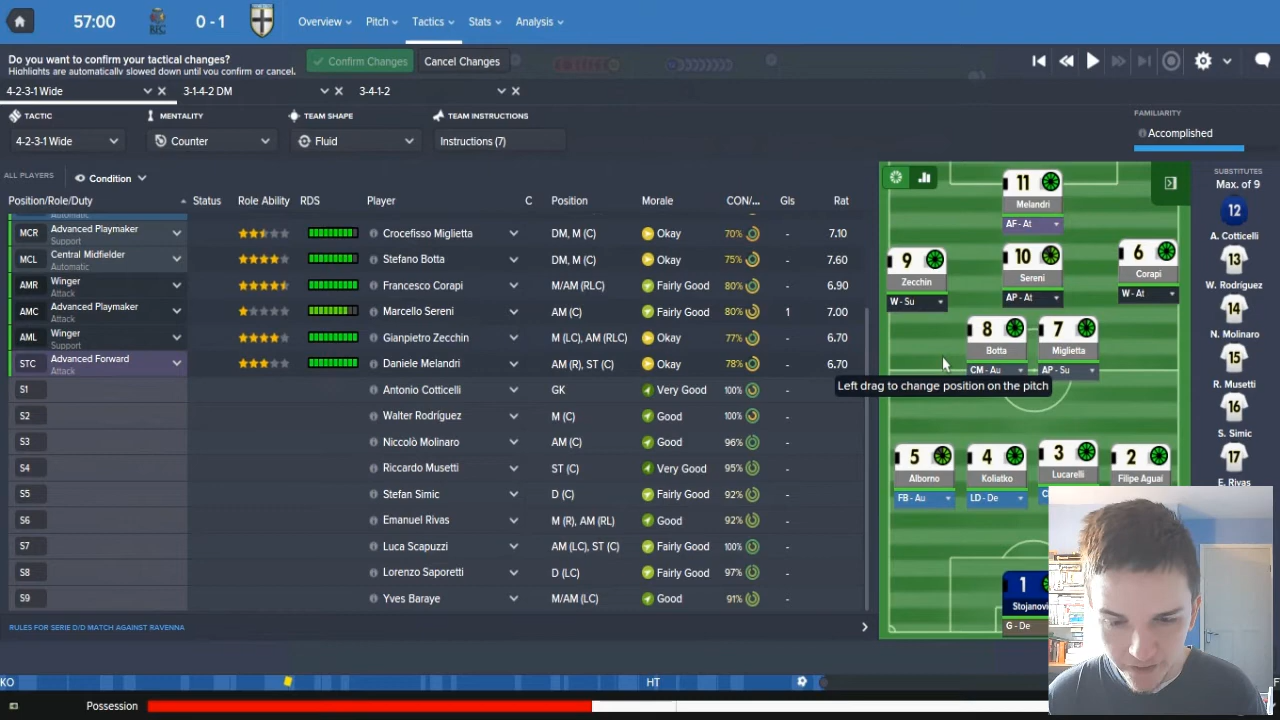 57:00
RFC
0 - 1
Overview
Pitch
Tactics
Stats
Analysis
Do you want to confirm your tactical changes?
Highlights are automatically slowed down until you confirm or cancel.
Confirm Changes
Cancel Changes
4-2-3-1 Wide
3-1-4-2 DM
3-4-1-2
TACTIC
MENTALITY
TEAM SHAPE
TEAM INSTRUCTIONS
FAMILIARITY
4-2-3-1 Wide
Counter
Fluid
Instructions (7)
Accomplished
ALL PLAYERS
Condition
Position/Role/Duty Status Role Ability RDS Player C Position Morale CON/... Gls Rat
Automatic
MCR Advanced Playmaker Support Crocefisso Miglietta DM, M (C) Okay 70% - 7.10
MCL Central Midfielder Automatic Stefano Botta DM, M (C) Okay 75% - 7.60
AMR Winger Attack Francesco Corapi M/AM (RLC) Fairly Good 80% - 6.90
AMC Advanced Playmaker Attack Marcello Sereni AM (C) Fairly Good 80% 1 7.00
AML Winger Support Gianpietro Zecchin M (LC), AM (RLC) Okay 77% - 6.70
STC Advanced Forward Attack Daniele Melandri AM (R), ST (C) Okay 78% - 6.70
S1 Antonio Cotticelli GK Very Good 100% -
S2 Walter Rodríguez M (C) Good 100% -
S3 Niccolò Molinaro AM (C) Good 96% -
S4 Riccardo Musetti ST (C) Very Good 95% -
S5 Stefan Simic D (C) Fairly Good 92% -
S6 Emanuel Rivas M (R), AM (RL) Good 92% -
S7 Luca Scapuzzi AM (LC), ST (C) Fairly Good 100% -
S8 Lorenzo Saporetti D (LC) Fairly Good 97% -
S9 Yves Baraye M/AM (LC) Good 91% -
RULES FOR SERIE D/D MATCH AGAINST RAVENNA
11
Melandri
AF - At
9 10 6
Zecchin Sereni Corapi
W - Su AP - At W - At
8 7
Botta Miglietta
CM - Au AP - Su
Left drag to change position on the pitch
5 4 3 2
Alborno Koliatko Lucarelli Filipe Aguaí
FB - Au LD - De C
1
Stojanovi
G - De
SUBSTITUTES
Max. of 9
12
A. Cotticelli
13
W. Rodríguez
14
N. Molinaro
15
R. Musetti
16
S. Simic
17
E. Rivas
KO
HT
F
Possession